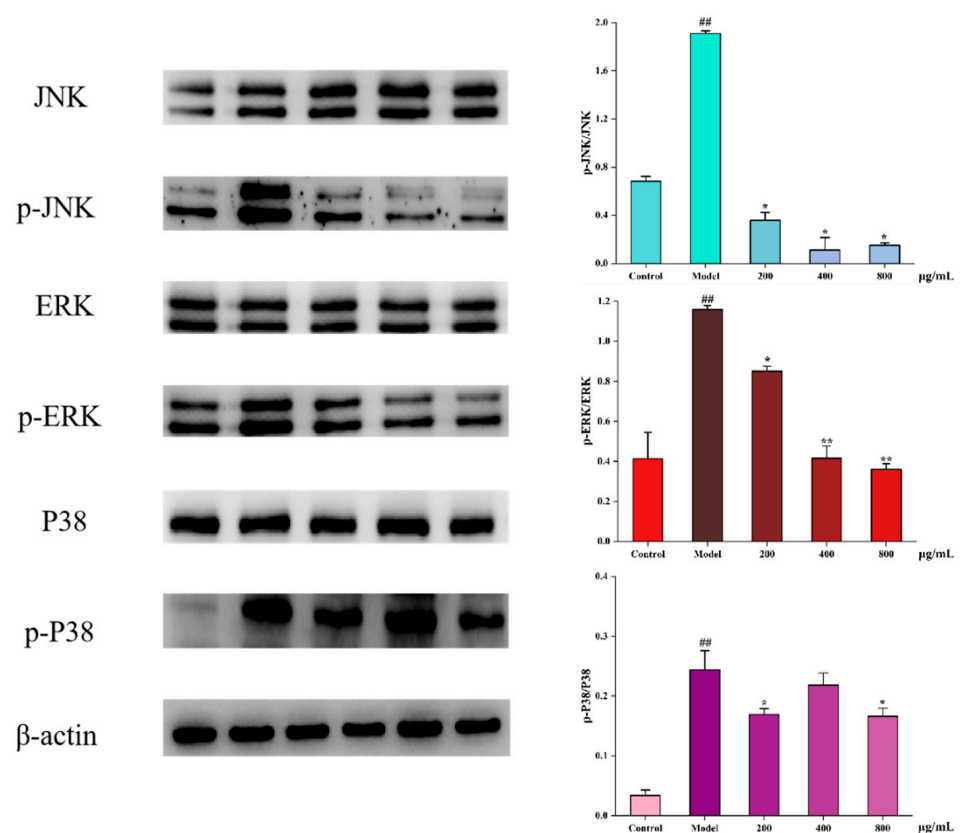 JNK
p-JNK
ERK
p-ERK
P38
p-P38
β-actin
p-JNK/JNK
2.0
1.6
1.2
0.8
0.4
0.0
##
*
*
*
Control Model 200 400 800 μg/mL
p-ERK/ERK
1.2
1.2
0.8
0.6
0.4
0.2
0.0
##
*
**
**
Control Model 200 400 800 μg/mL
p-P38/P38
0.4
0.3
0.2
0.1
0.0
##
*
*
Control Model 200 400 800 μg/mL